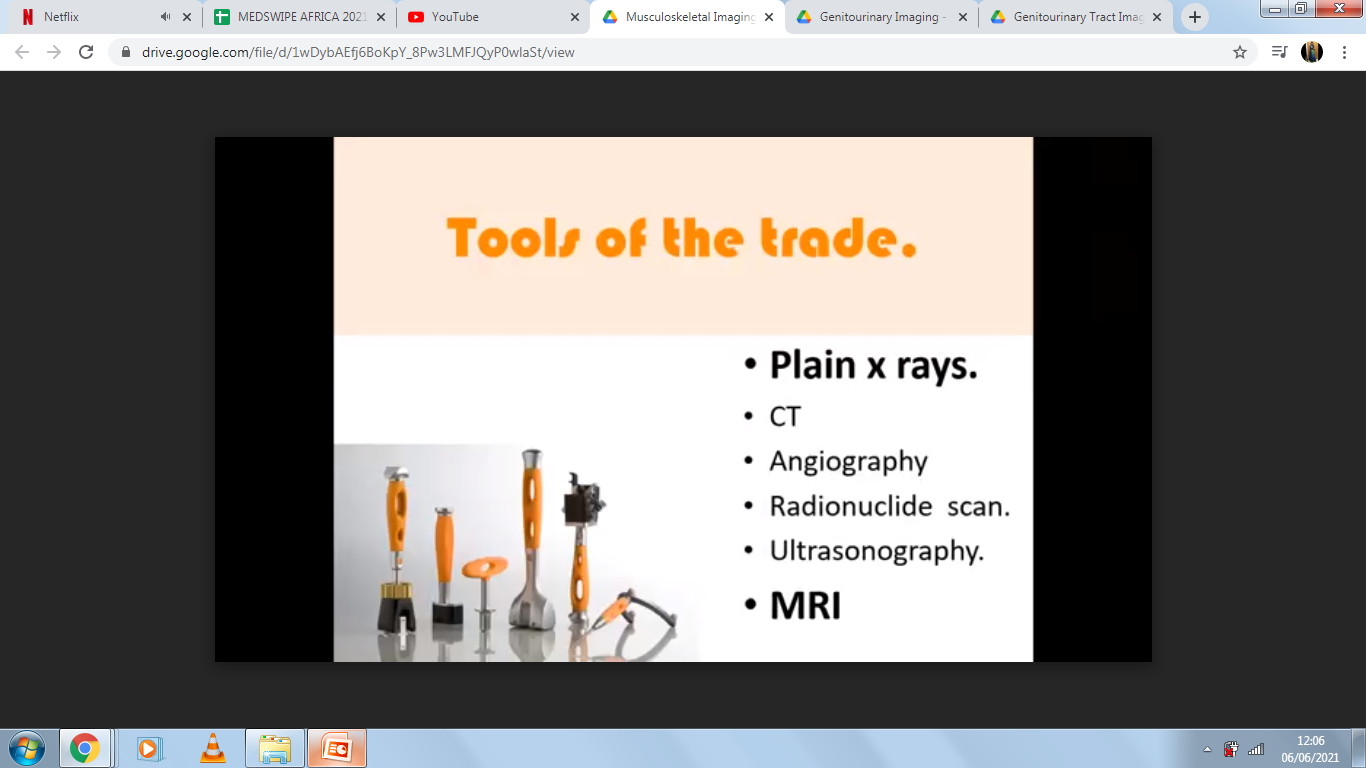 Netflix
MEDSWIPE AFRICA 2021
YouTube
Musculoskeletal Imaging
Genitourinary Imaging -
Genitourinary Tract Imag
drive.google.com/file/d/1wDybAEfj6BoKpY_8Pw3LMFJQyP0wlaSt/view
Tools of the trade.
• Plain x rays.
• CT
• Angiography
• Radionuclide scan.
• Ultrasonography.
• MRI
12:06
06/06/2021